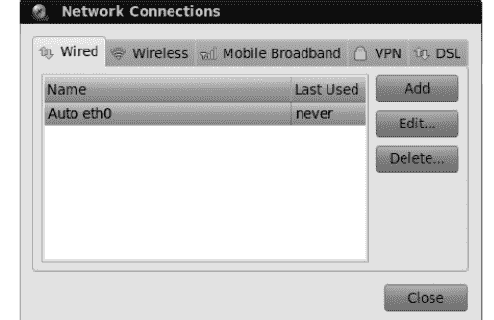 Network Connections
Wired Wireless Mobile Broadband VPN DSL
Name Last Used Add
Auto eth0 never
Edit...
Delete...
Close